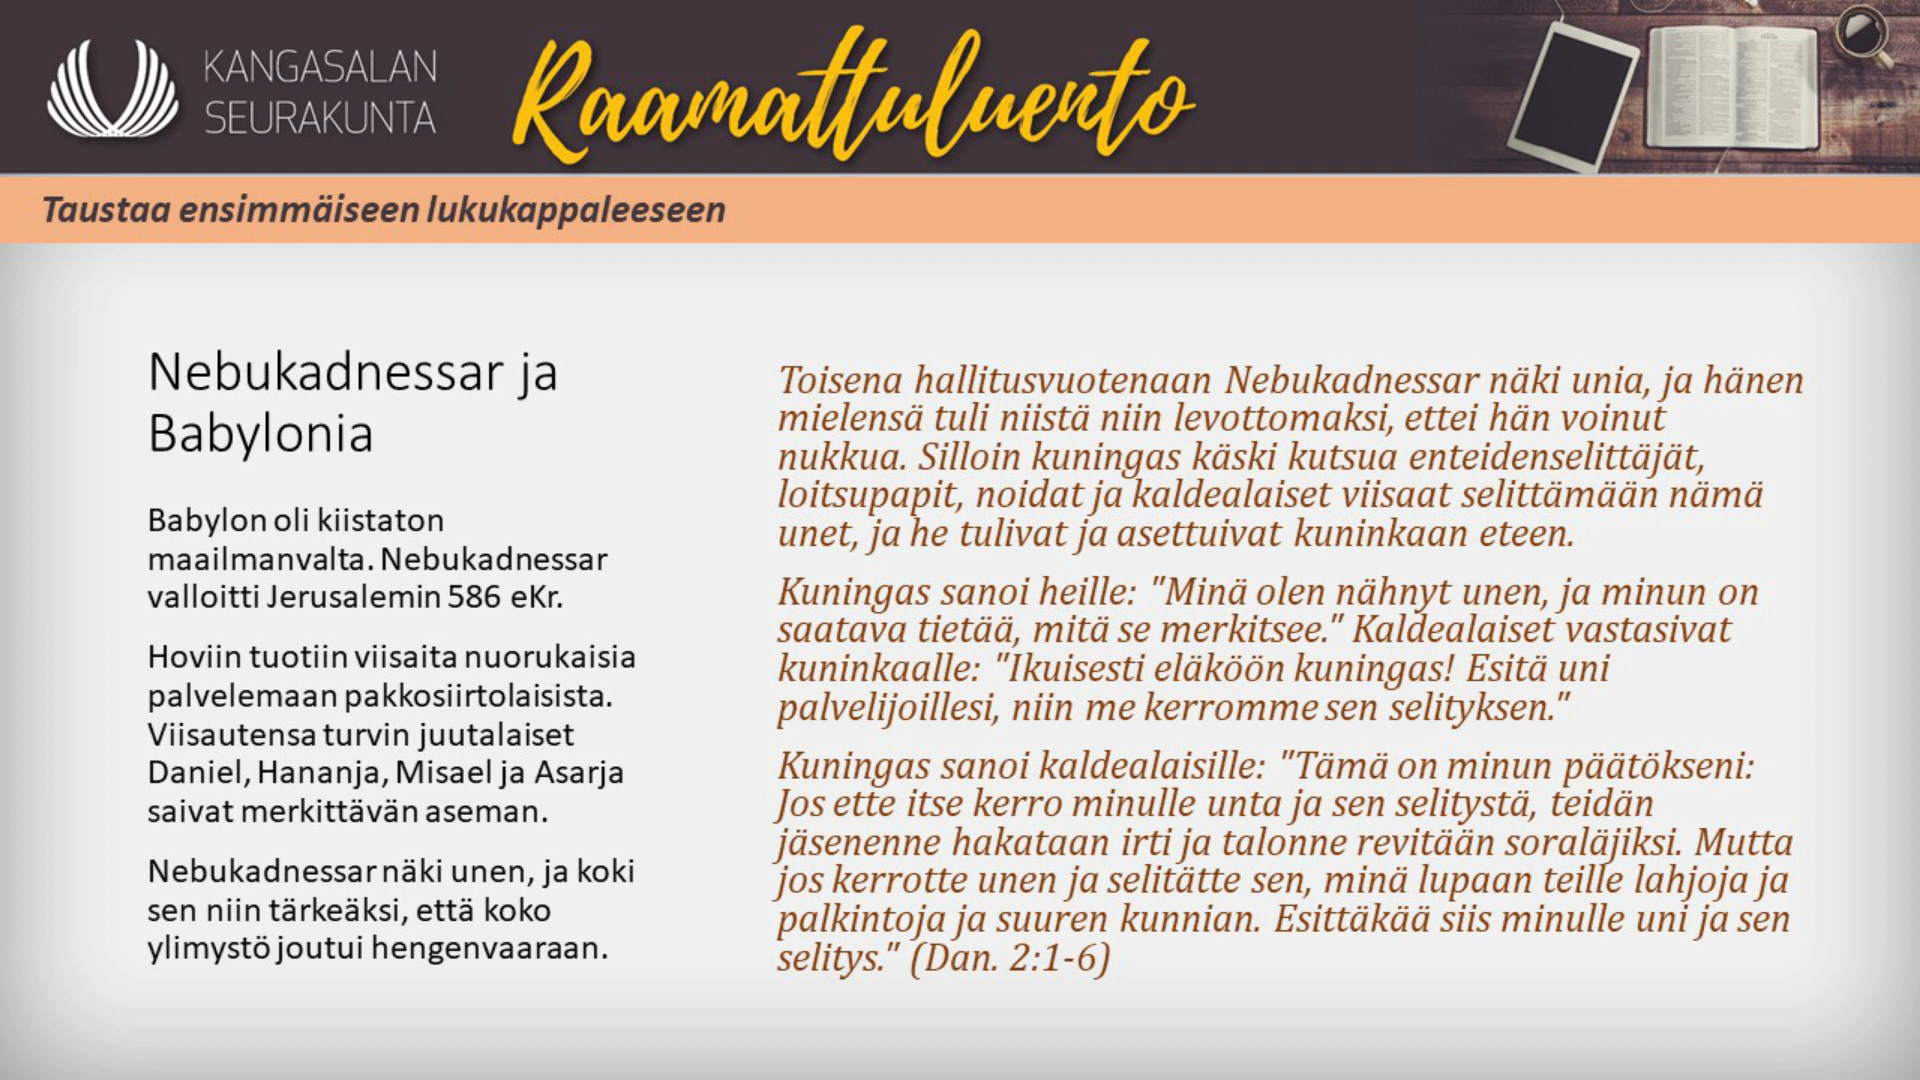 KANGASALAN
SEURAKUNTA
Raamattuluento
Taustaa ensimmäiseen lukukappaleeseen
Nebukadnessar ja
Babylonia
Babylon oli kiistaton
maailmanvalta. Nebukadnessar
valloitti Jerusalemin 586 eKr.
Hoviin tuotiin viisaita nuorukaisia
palvelemaan pakkosiirtolaisista.
Viisautensa turvin juutalaiset
Daniel, Hananja, Misael ja Asarja
saivat merkittävän aseman.
Nebukadnessar näki unen, ja koki
sen niin tärkeäksi, että koko
ylimystö joutui hengenvaaraan.
Toisena hallitusvuotenaan Nebukadnessar näki unia, ja hänen
mielensä tuli niistä niin levottomaksi, ettei hän voinut
nukkua. Silloin kuningas käski kutsua enteidenselittäjät,
loitsupapit, noidat ja kaldealaiset viisaat selittämään nämä
unet, ja he tulivat ja asettuivat kuninkaan eteen.
Kuningas sanoi heille: "Minä olen nähnyt unen, ja minun on
saatava tietää, mitä se merkitsee." Kaldealaiset vastasivat
kuninkaalle: "Ikuisesti eläköön kuningas! Esitä uni
palvelijoillesi, niin me kerromme sen selityksen."
Kuningas sanoi kaldealaisille: "Tämä on minun päätökseni:
Jos ette itse kerro minulle unta ja sen selitystä, teidän
jäsenenne hakataan irti ja talonne revitään soraläjiksi. Mutta
jos kerrotte unen ja selitätte sen, minä lupaan teille lahjoja ja
palkintoja ja suuren kunnian. Esittäkää siis minulle uni ja sen
selitys." (Dan. 2:1-6)